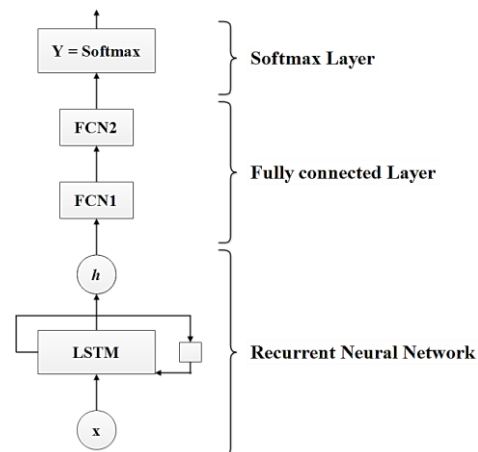 Y = Softmax
Softmax Layer
FCN2
Fully connected Layer
FCN1
h
LSTM
Recurrent Neural Network
x